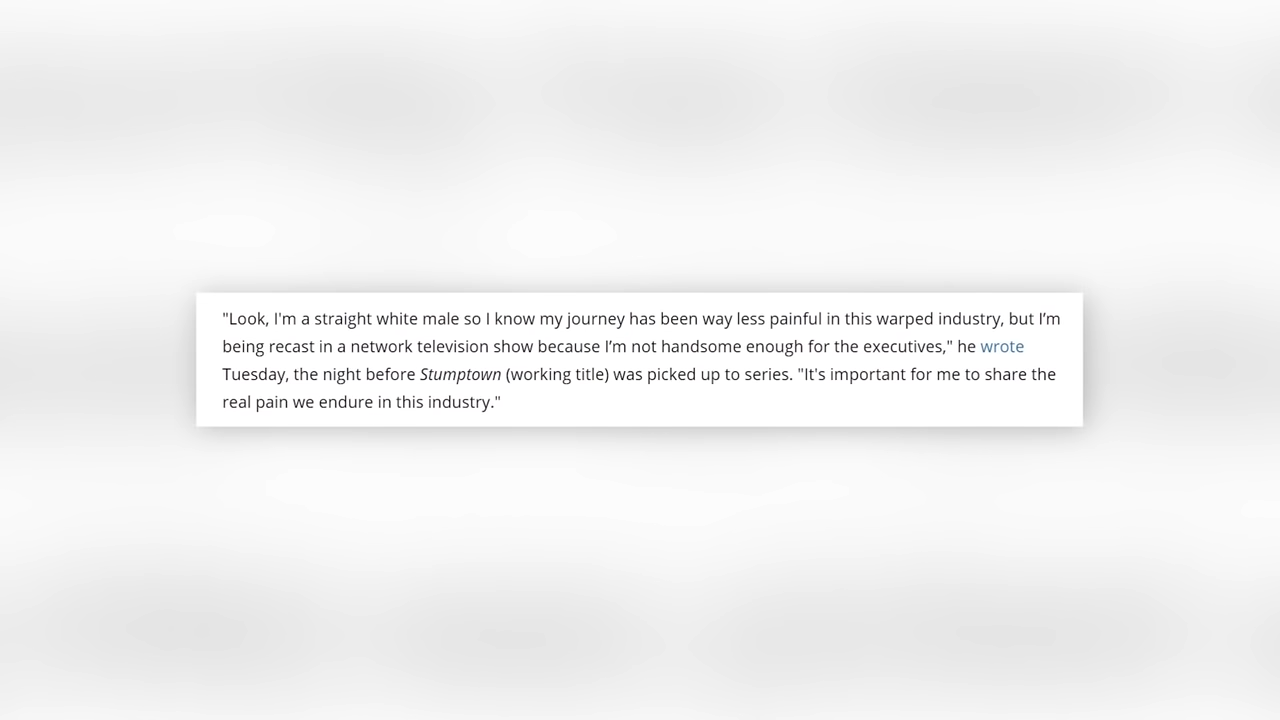 "Look, I'm a straight white male so I know my journey has been way less painful in this warped industry, but I’m
being recast in a network television show because I’m not handsome enough for the executives," he wrote
Tuesday, the night before Stumptown (working title) was picked up to series. "It's important for me to share the
real pain we endure in this industry."